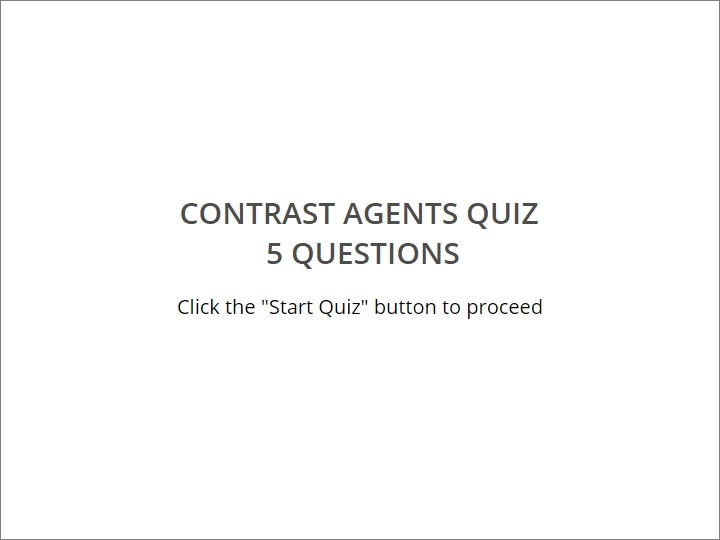 CONTRAST AGENTS QUIZ
5 QUESTIONS
Click the "Start Quiz" button to proceed